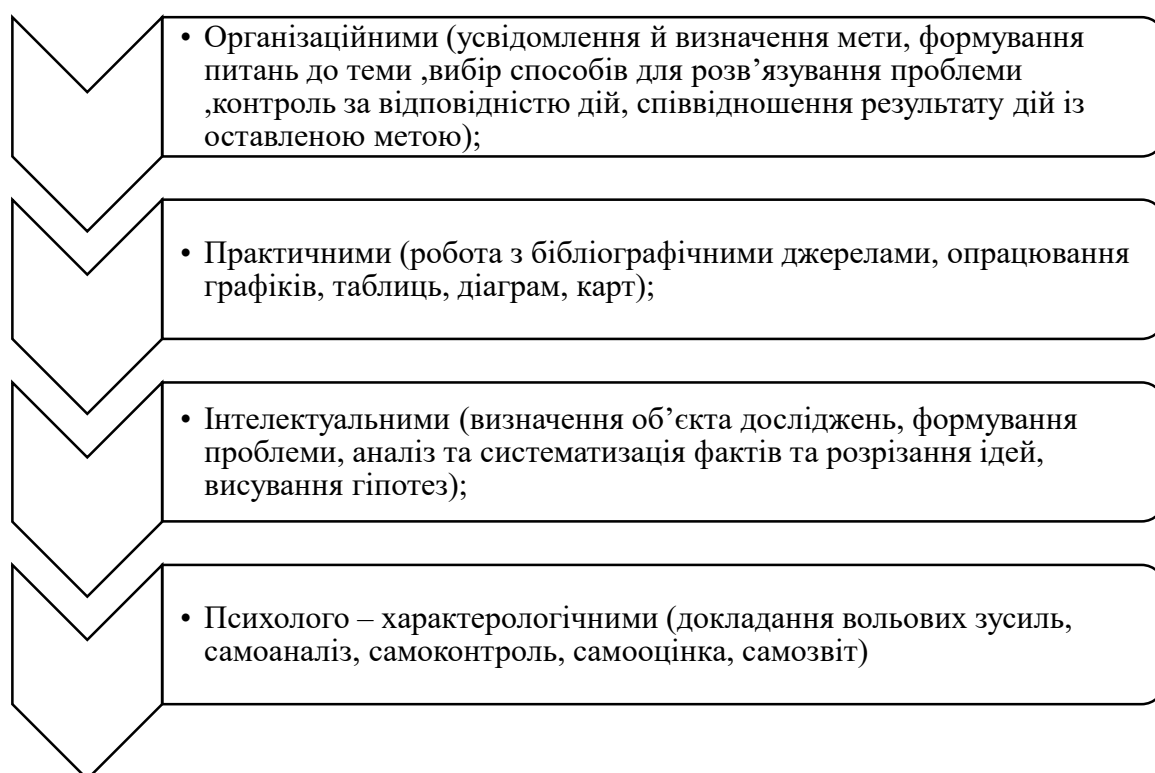 • Організаційними (усвідомлення й визначення мети, формування
питань до теми ,вибір способів для розв’язування проблеми
,контроль за відповідністю дій, співвідношення результату дій із
оставленою метою);
• Практичними (робота з бібліографічними джерелами, опрацювання
графіків, таблиць, діаграм, карт);
• Інтелектуальними (визначення об’єкта досліджень, формування
проблеми, аналіз та систематизація фактів та розрізання ідей,
висування гіпотез);
• Психолого – характерологічними (докладання вольових зусиль,
самоаналіз, самоконтроль, самооцінка, самозвіт)